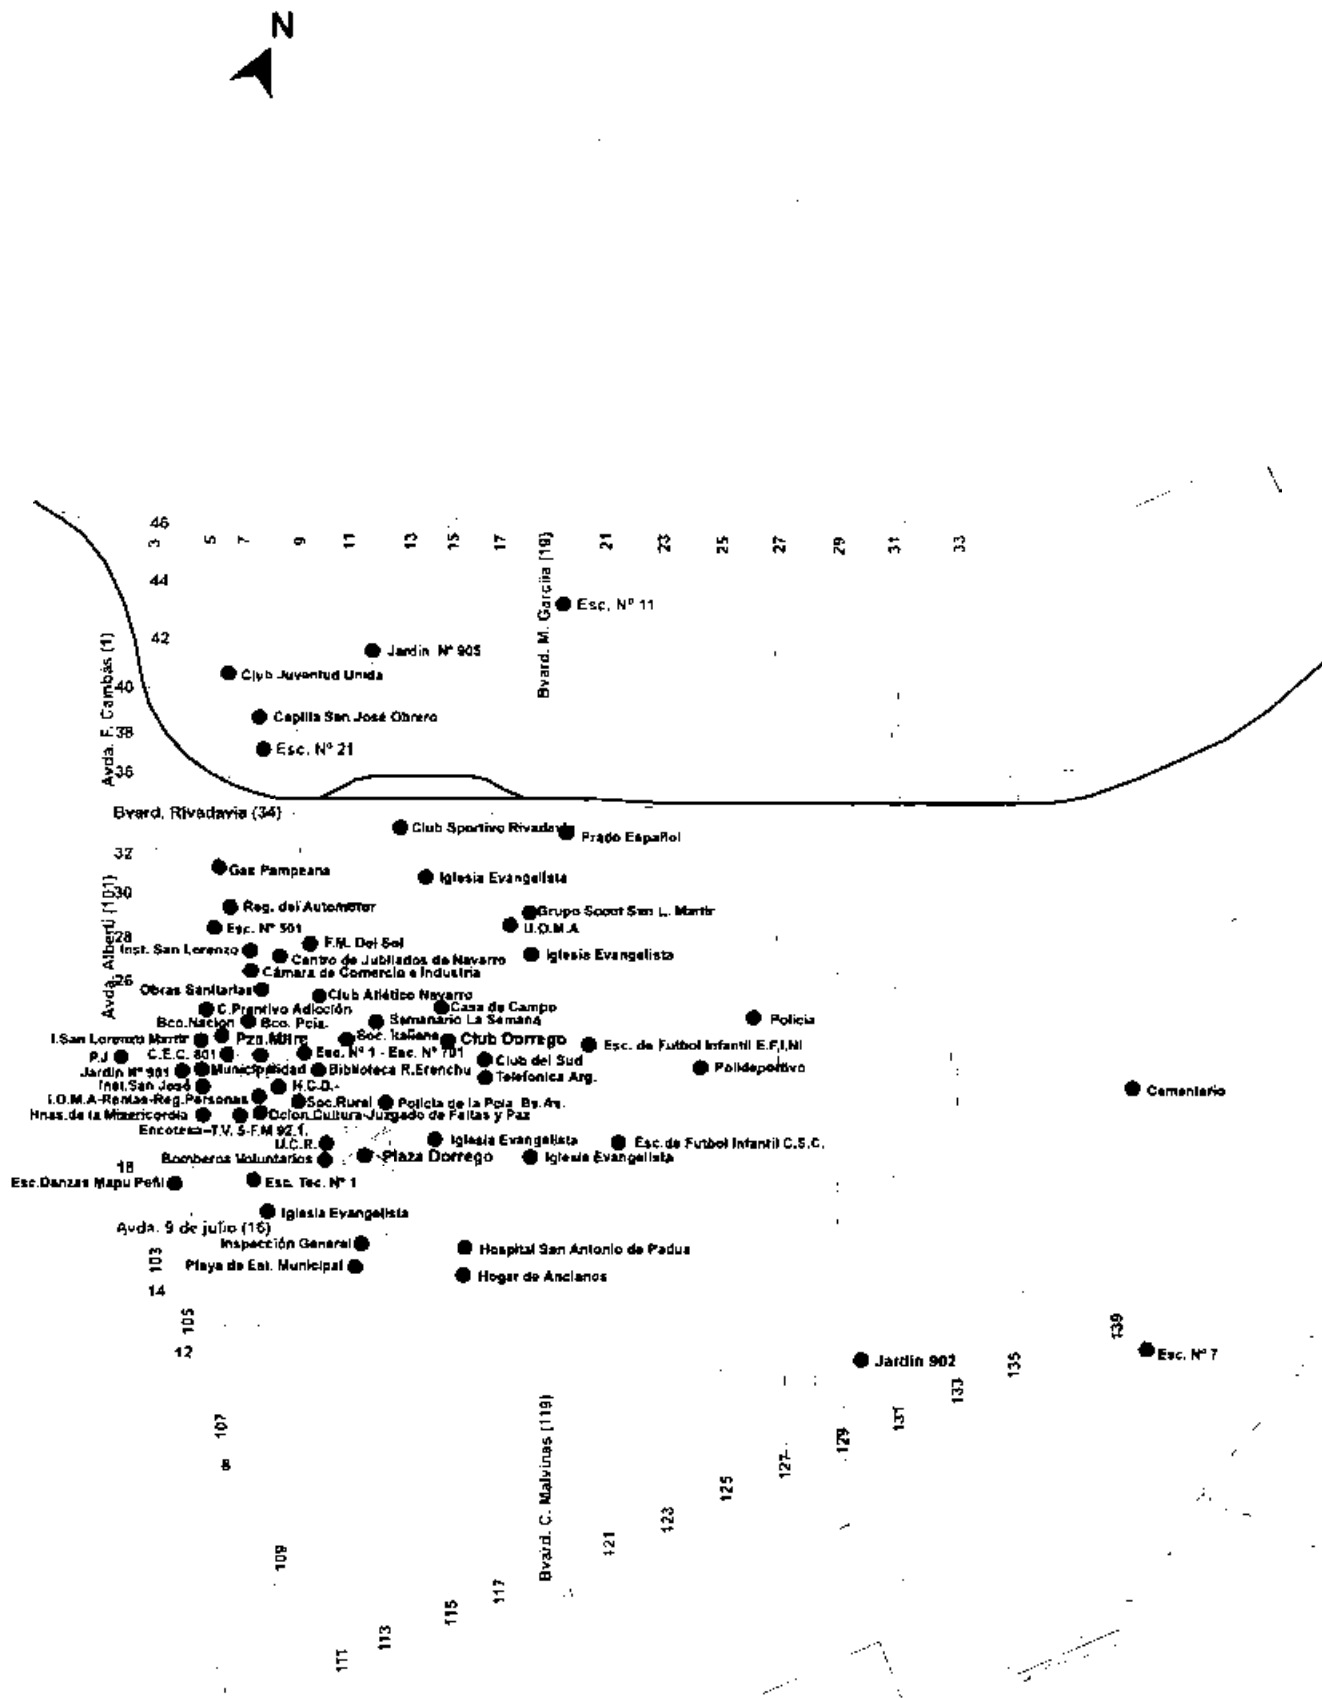 N
46
3 5 7 9 11 13 15 17 Bvard. M. Garciia (19) 21 23 25 27 29 31 33
44
Esc. Nº 11
42
Avda. F. Cambás (1)
Jardin Nº 905
Club Juventud Unida
40
Capilla San José Obrero
38
Esc. Nº 21
36
Bvard. Rivadavia (34)
Club Sportivo Rivadavia
Prado Español
32
Gas Pampeana
Iglesia Evangelista
30
Avda. Alberti (101)
Reg. del Automotor
Grupo Scout San L. Martir
Esc. Nº 501
U.O.M.A
28
F.M. Del Sol
Inst. San Lorenzo
Centro de Jubilados de Navarro
Iglesia Evangelista
Cámara de Comercio e Industria
26
Obras Sanitarias
Club Atlético Navarro
C.Prentivo Adicción
Casa de Campo
Bco.Nación
Bco. Pcia.
Semanario La Semana
Policia
I.San Lorenzo Martir
Pza.Mitre
Soc. Italiana
Club Dorrego
Esc. de Futbol Infantil E.F.I.NI
P.J
C.E.C. 801
Esc. Nº 1 - Esc. Nº 701
Club del Sud
Jardin Nº 901
Municipalidad
Biblioteca R.Erenchu
Telefonica Arg.
Polideportivo
Inst.San José
H.C.D.-
Cementerio
I.O.M.A-Rentas-Reg.Personas
Soc.Rural
Policia de la Pcia. Bs.As.
Hnas.de la Misericordia
Dcion.Cultura-Juzgado de Faltas y Paz
Encotesa-T.V. 5-F.M 92.1.
U.C.R.
Iglesia Evangelista
Esc.de Futbol Infantil C.S.C.
Bomberos Voluntarios
Plaza Dorrego
Iglesia Evangelista
18
Esc.Danzas Mapu Peñi
Esc. Tec. Nº 1
Iglesia Evangelista
Avda. 9 de julio (16)
Inspección General
Hospital San Antonio de Padua
103
Playa de Est. Municipal
Hogar de Ancianos
14
105
12
139
Esc. Nº 7
Jardin 902
135
133
131
107
129
8
127
125
Bvard. C. Malvinas (119)
123
121
109
117
115
113
111